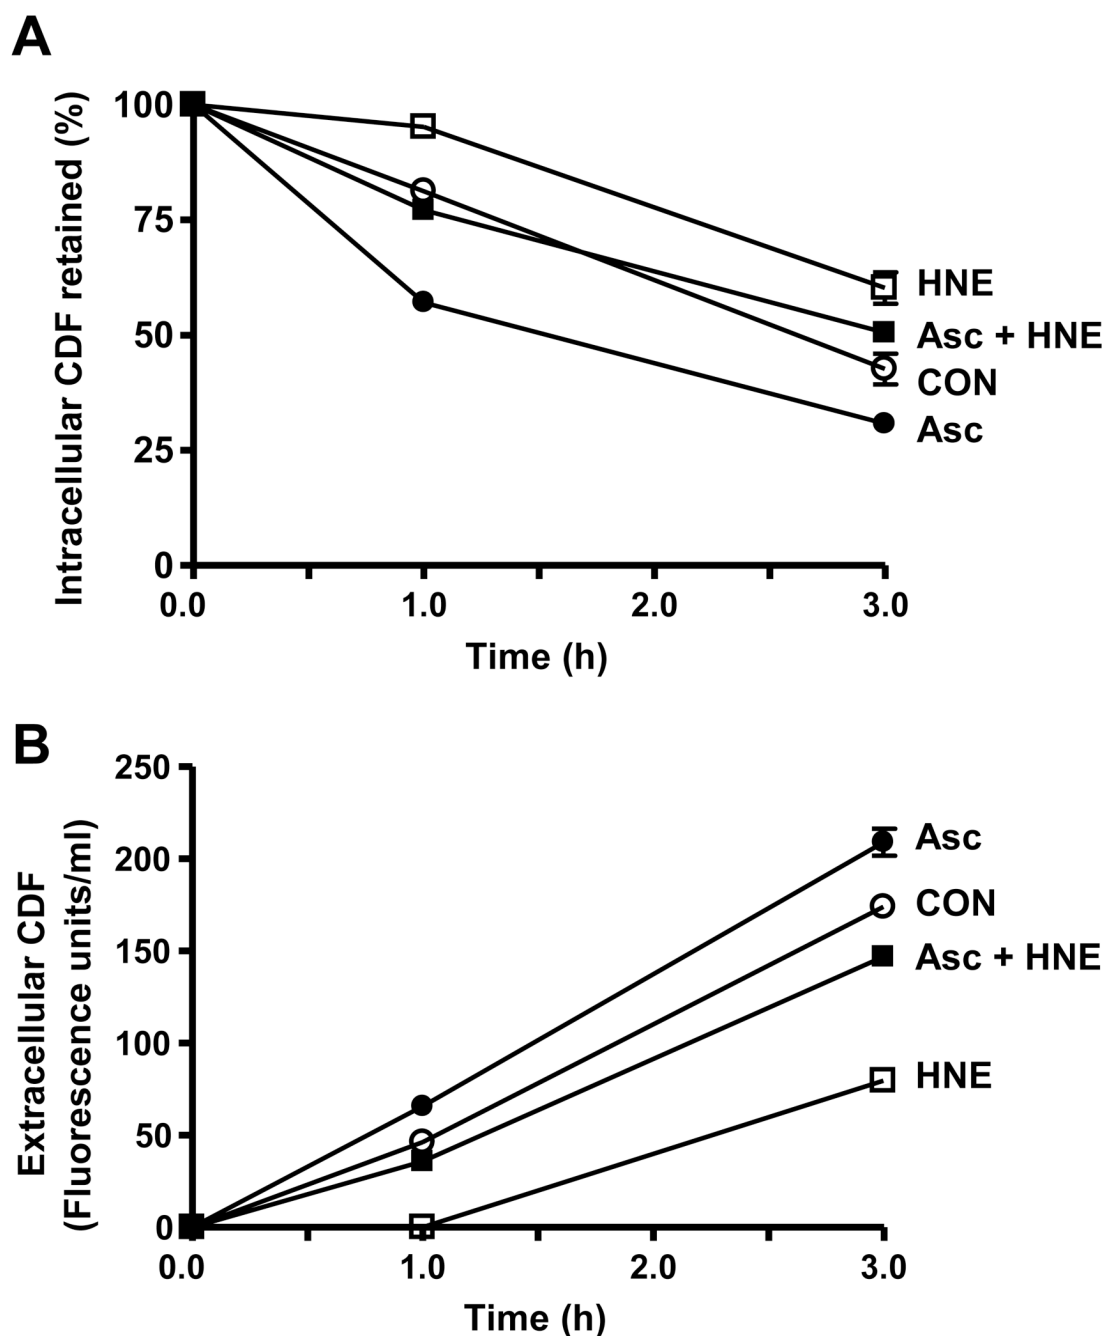 A
Intracellular CDF retained (%)
100
75
50
25
0
0.0 1.0 2.0 3.0
Time (h)
HNE
Asc + HNE
CON
Asc
B
Extracellular CDF
(Fluorescence units/ml)
250
200
150
100
50
0
0.0 1.0 2.0 3.0
Time (h)
Asc
CON
Asc + HNE
HNE